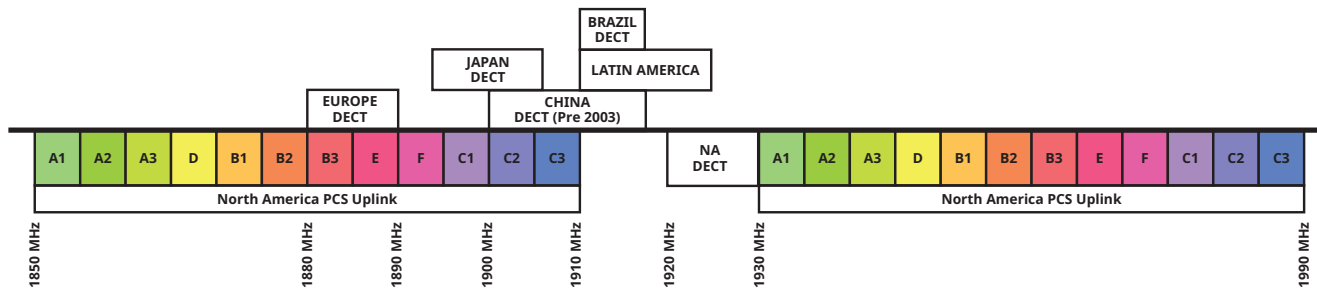 BRAZIL
DECT
JAPAN
DECT
LATIN AMERICA
EUROPE
DECT
CHINA
DECT (Pre 2003)
A1 A2 A3 D B1 B2 B3 E F C1 C2 C3
NA
DECT
A1 A2 A3 D B1 B2 B3 E F C1 C2 C3
North America PCS Uplink
North America PCS Uplink
1850 MHz
1880 MHz
1890 MHz
1900 MHz
1910 MHz
1920 MHz
1930 MHz
1990 MHz